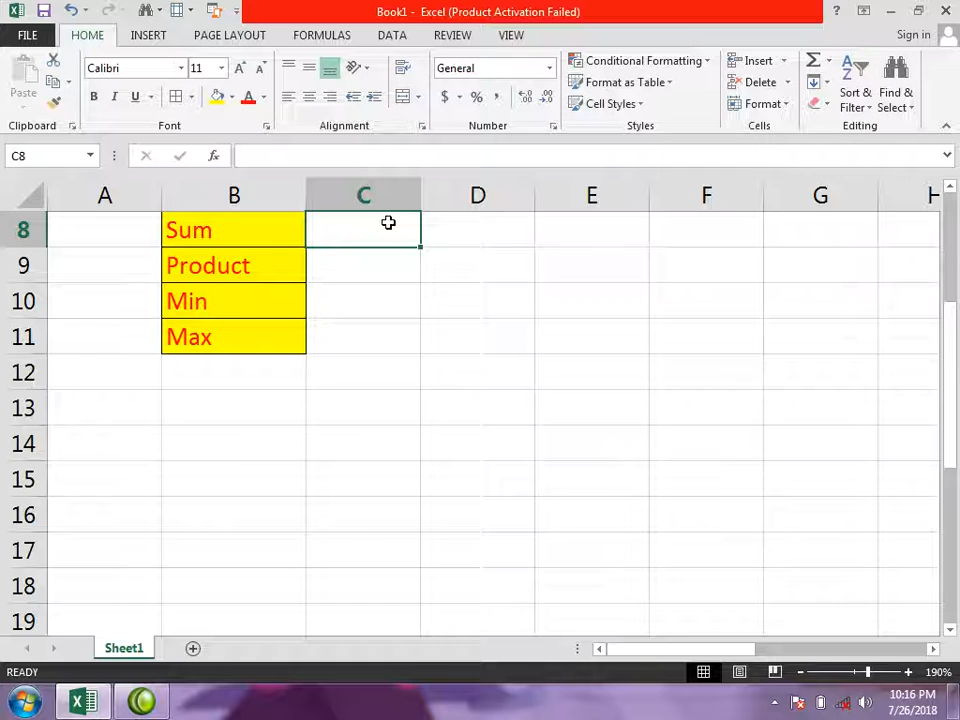 Book1 - Excel (Product Activation Failed)
FILE HOME INSERT PAGE LAYOUT FORMULAS DATA REVIEW VIEW Sign in
Paste
Calibri 11
B I U A
General
$ % ,
Conditional Formatting
Format as Table
Cell Styles
Insert
Delete
Format
Sort & Filter
Find & Select
Clipboard Font Alignment Number Styles Cells Editing
C8 fx
A B C D E F G H
8 Sum
9 Product
10 Min
11 Max
12
13
14
15
16
17
18
19
Sheet1
READY 190%
10:16 PM
7/26/2018